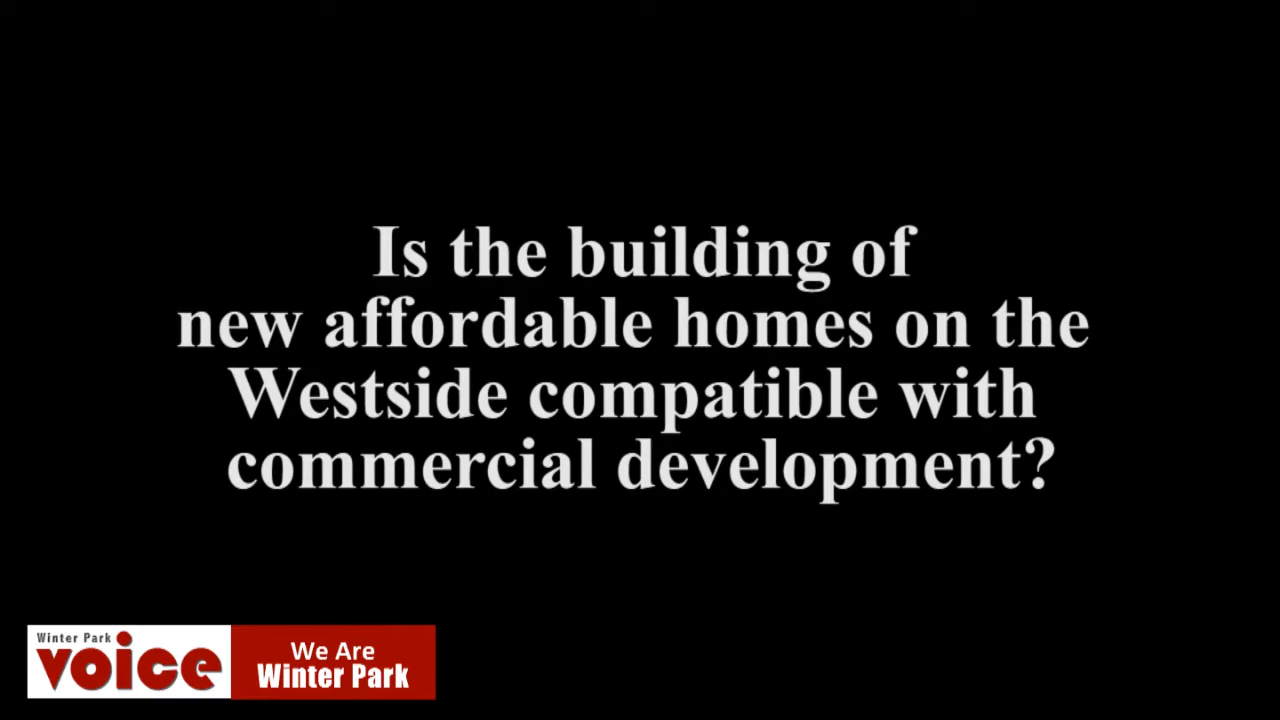 Is the building of
new affordable homes on the
Westside compatible with
commercial development?
Winter Park
voice
We Are
Winter Park